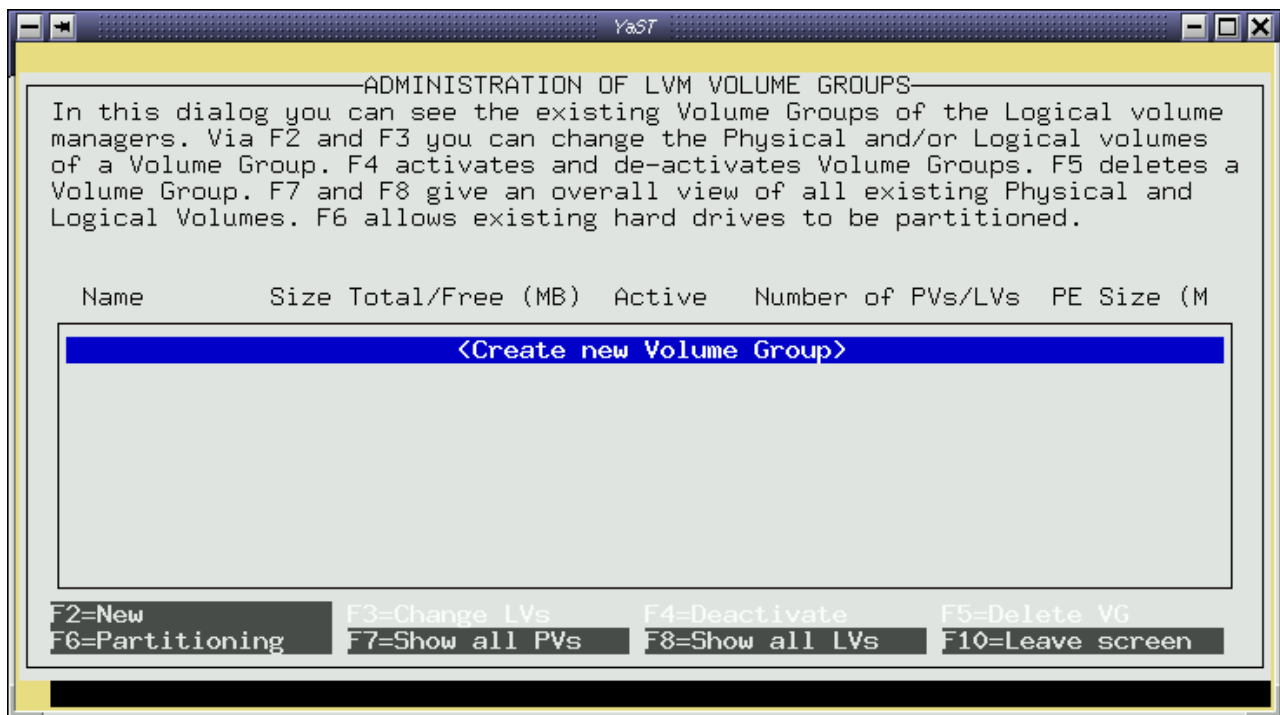 YaST
ADMINISTRATION OF LVM VOLUME GROUPS
In this dialog you can see the existing Volume Groups of the Logical volume
managers. Via F2 and F3 you can change the Physical and/or Logical volumes
of a Volume Group. F4 activates and de-activates Volume Groups. F5 deletes a
Volume Group. F7 and F8 give an overall view of all existing Physical and
Logical Volumes. F6 allows existing hard drives to be partitioned.
Name Size Total/Free (MB) Active Number of PVs/LVs PE Size (M
<Create new Volume Group>
F2=New F3=Change LVs F4=Deactivate F5=Delete VG
F6=Partitioning F7=Show all PVs F8=Show all LVs F10=Leave screen